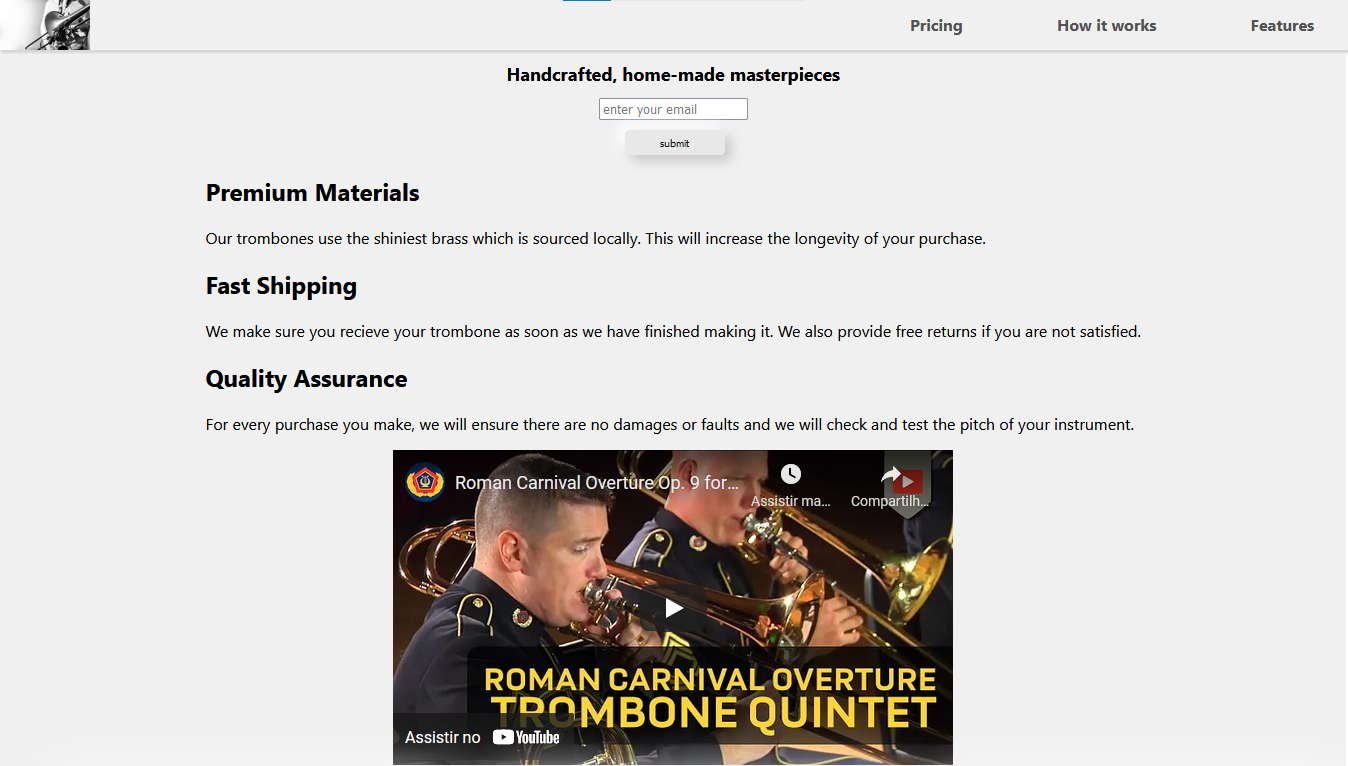 Pricing How it works Features
Handcrafted, home-made masterpieces
enter your email
submit
Premium Materials
Our trombones use the shiniest brass which is sourced locally. This will increase the longevity of your purchase.
Fast Shipping
We make sure you recieve your trombone as soon as we have finished making it. We also provide free returns if you are not satisfied.
Quality Assurance
For every purchase you make, we will ensure there are no damages or faults and we will check and test the pitch of your instrument.
Roman Carnival Overture Op. 9 for...
Assistir ma... Compartilh...
ROMAN CARNIVAL OVERTURE
TROMBONE QUINTET
Assistir no YouTube